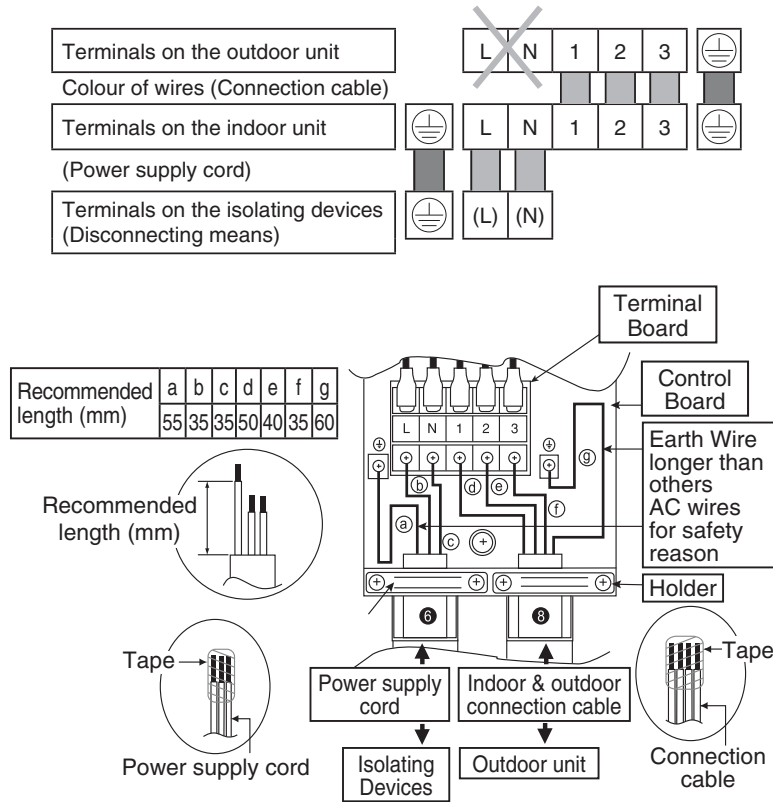 Terminals on the outdoor unit L N 1 2 3
Colour of wires (Connection cable)
Terminals on the indoor unit L N 1 2 3
(Power supply cord)
Terminals on the isolating devices (L) (N)
(Disconnecting means)
Terminal
Board
Recommended
length (mm)
a b c d e f g
55 35 35 50 40 35 60
Control
Board
L N 1 2 3
Earth Wire
longer than
others
AC wires
for safety
reason
g
b d e
f
a
c
Recommended
length (mm)
Holder
6 8
Tape
Power supply cord
Power supply
cord
Indoor & outdoor
connection cable
Isolating
Devices
Outdoor unit
Tape
Connection
cable